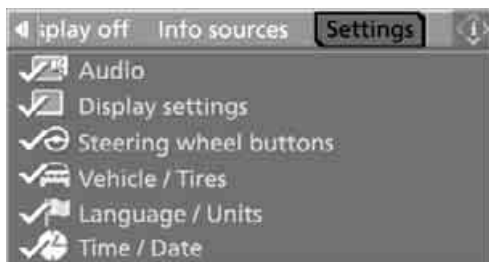 splay off Info sources Settings
Audio
Display settings
Steering wheel buttons
Vehicle / Tires
Language / Units
Time / Date